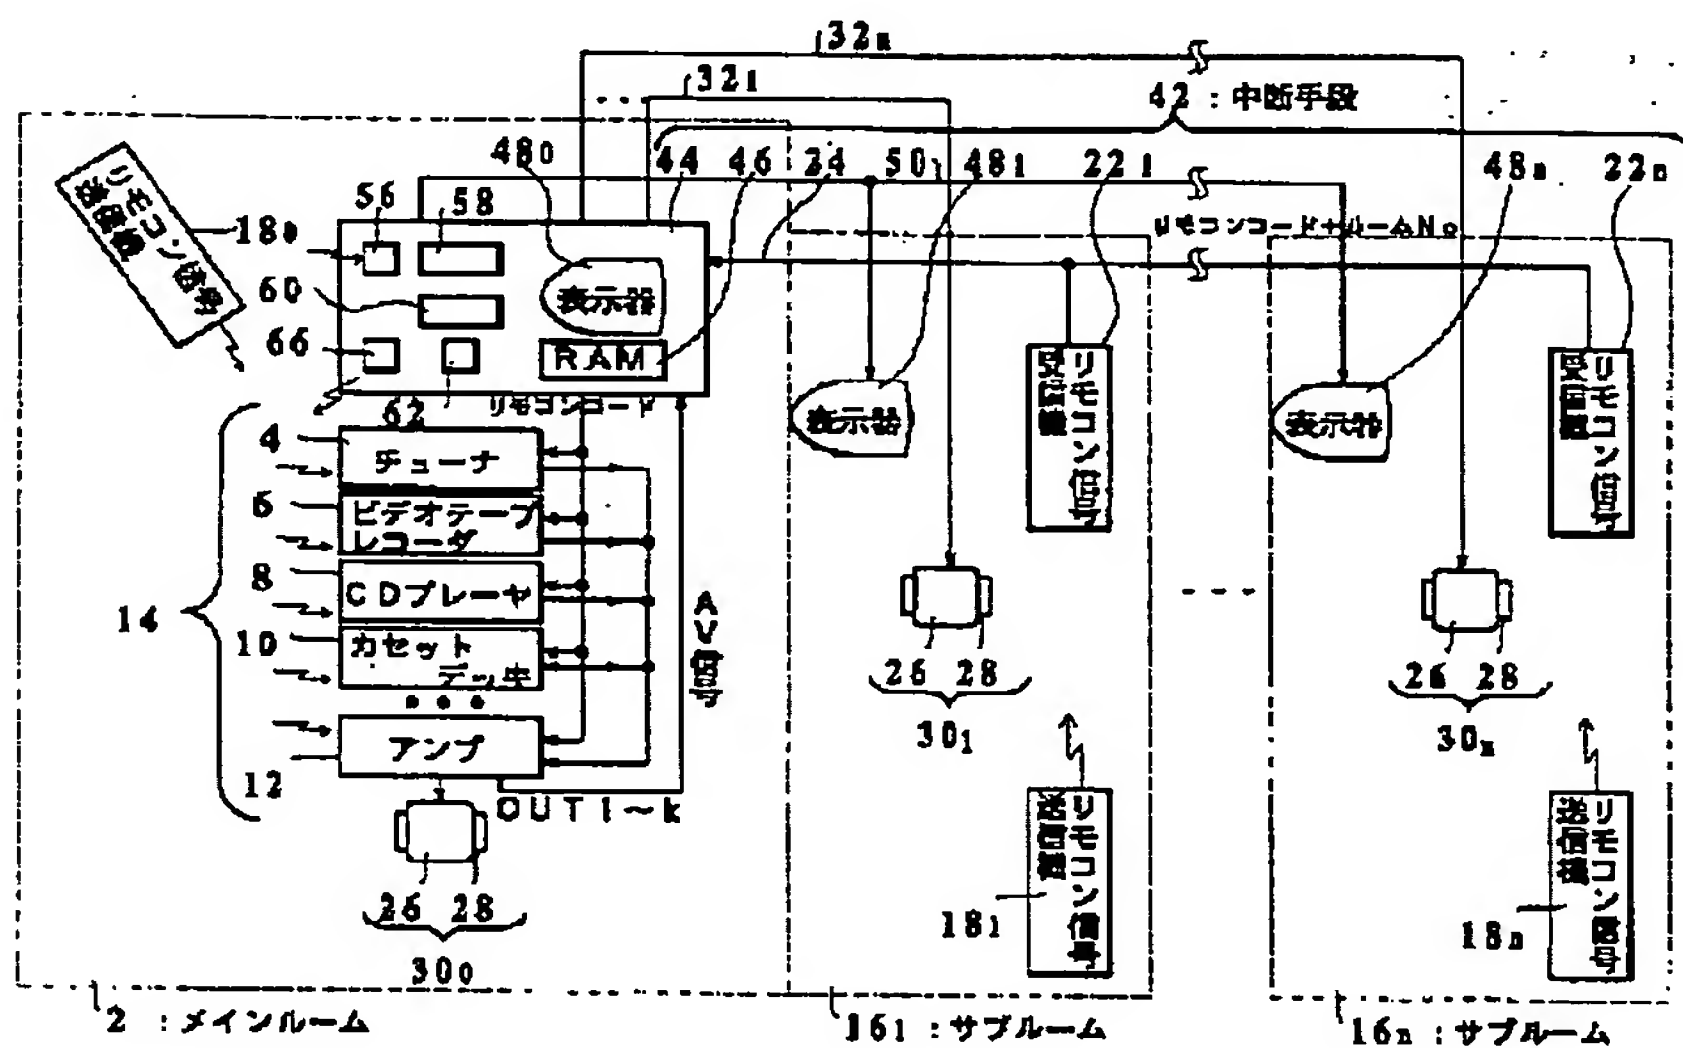 32n
321
42：中断手段
480
44
46
24
50
481
221
48n
22n
リモコン信号
送信機
180
56
58
リモコンコード＋ルームNo
60
表示器
66
RAM
62
リモコンコード
表示器
リモコン信号
受信機
表示器
リモコン信号
受信機
14
4
チューナ
6
ビデオテープ
レコーダ
8
CDプレーヤ
10
カセット
デッキ
・・・
12
アンプ
AV信号
OUT1～k
26 28
300
26 28
301
26 28
30n
リモコン信号
送信機
181
リモコン信号
送信機
18n
2：メインルーム
161：サブルーム
16n：サブルーム